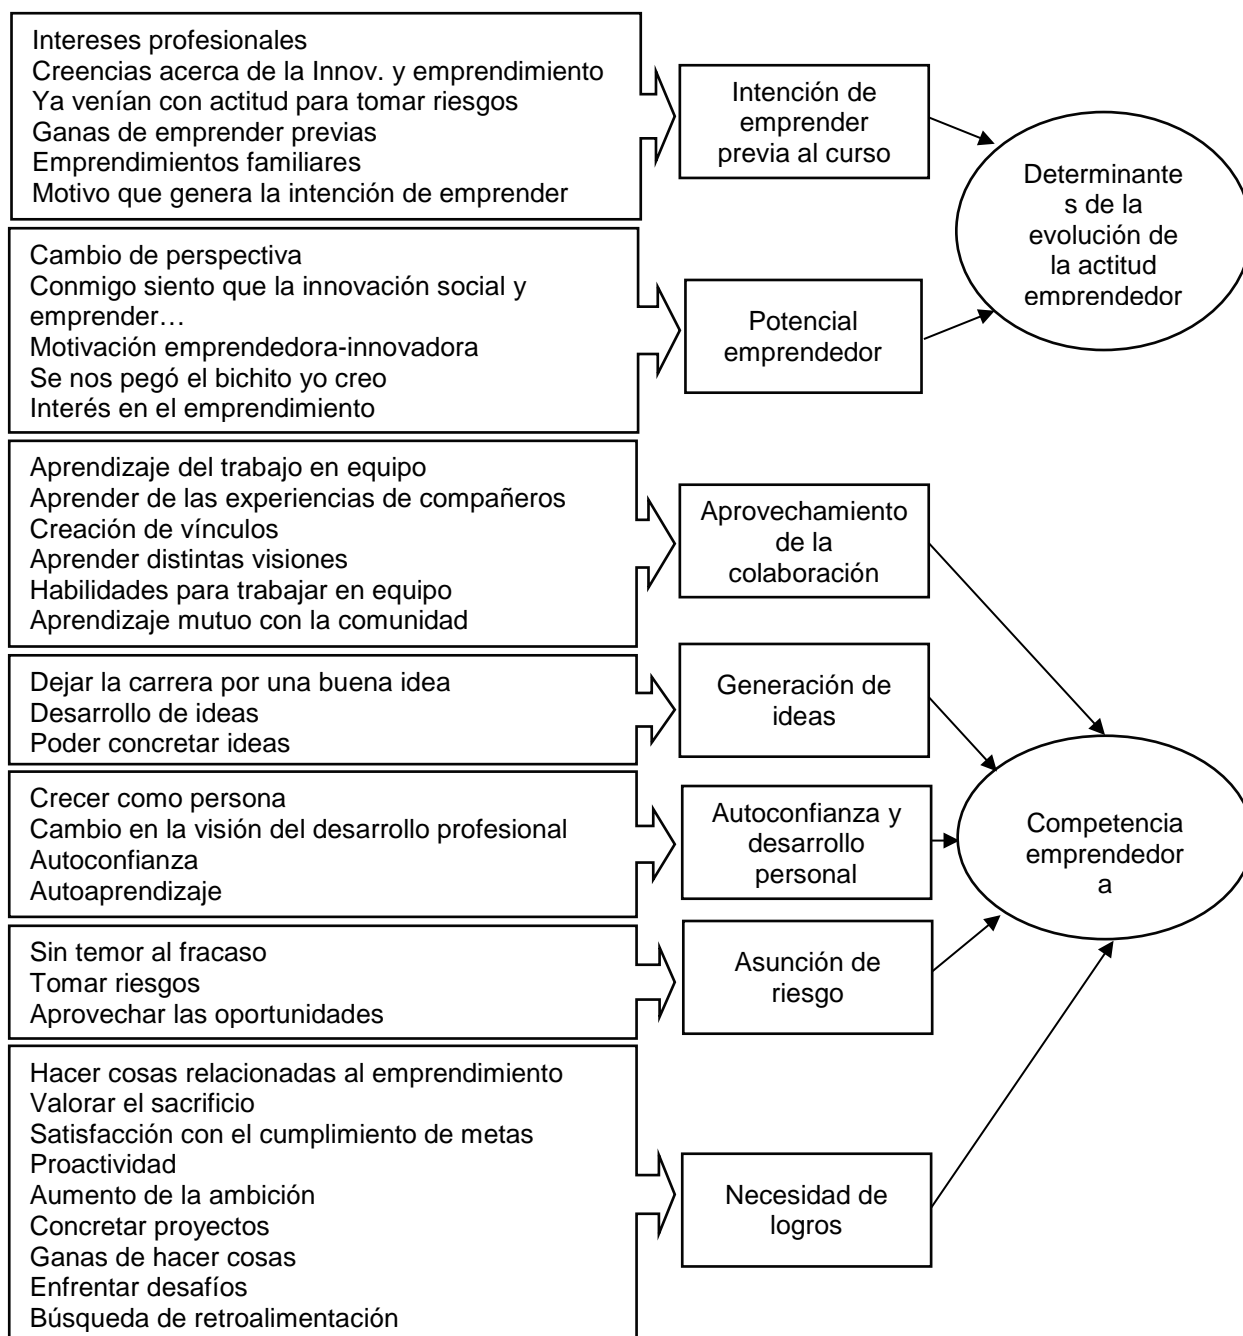 Intereses profesionales
Creencias acerca de la Innov. y emprendimiento
Ya venían con actitud para tomar riesgos
Ganas de emprender previas
Emprendimientos familiares
Motivo que genera la intención de emprender
Intención de
emprender
previa al curso
Determinante
s de la
evolución de
la actitud
emprendedor
Cambio de perspectiva
Conmigo siento que la innovación social y
emprender…
Motivación emprendedora-innovadora
Se nos pegó el bichito yo creo
Interés en el emprendimiento
Potencial
emprendedor
Aprendizaje del trabajo en equipo
Aprender de las experiencias de compañeros
Creación de vínculos
Aprender distintas visiones
Habilidades para trabajar en equipo
Aprendizaje mutuo con la comunidad
Aprovechamiento
de la
colaboración
Dejar la carrera por una buena idea
Desarrollo de ideas
Poder concretar ideas
Generación de
ideas
Crecer como persona
Cambio en la visión del desarrollo profesional
Autoconfianza
Autoaprendizaje
Autoconfianza y
desarrollo
personal
Competencia
emprendedor
a
Sin temor al fracaso
Tomar riesgos
Aprovechar las oportunidades
Asunción de
riesgo
Hacer cosas relacionadas al emprendimiento
Valorar el sacrificio
Satisfacción con el cumplimiento de metas
Proactividad
Aumento de la ambición
Concretar proyectos
Ganas de hacer cosas
Enfrentar desafíos
Búsqueda de retroalimentación
Necesidad de
logros